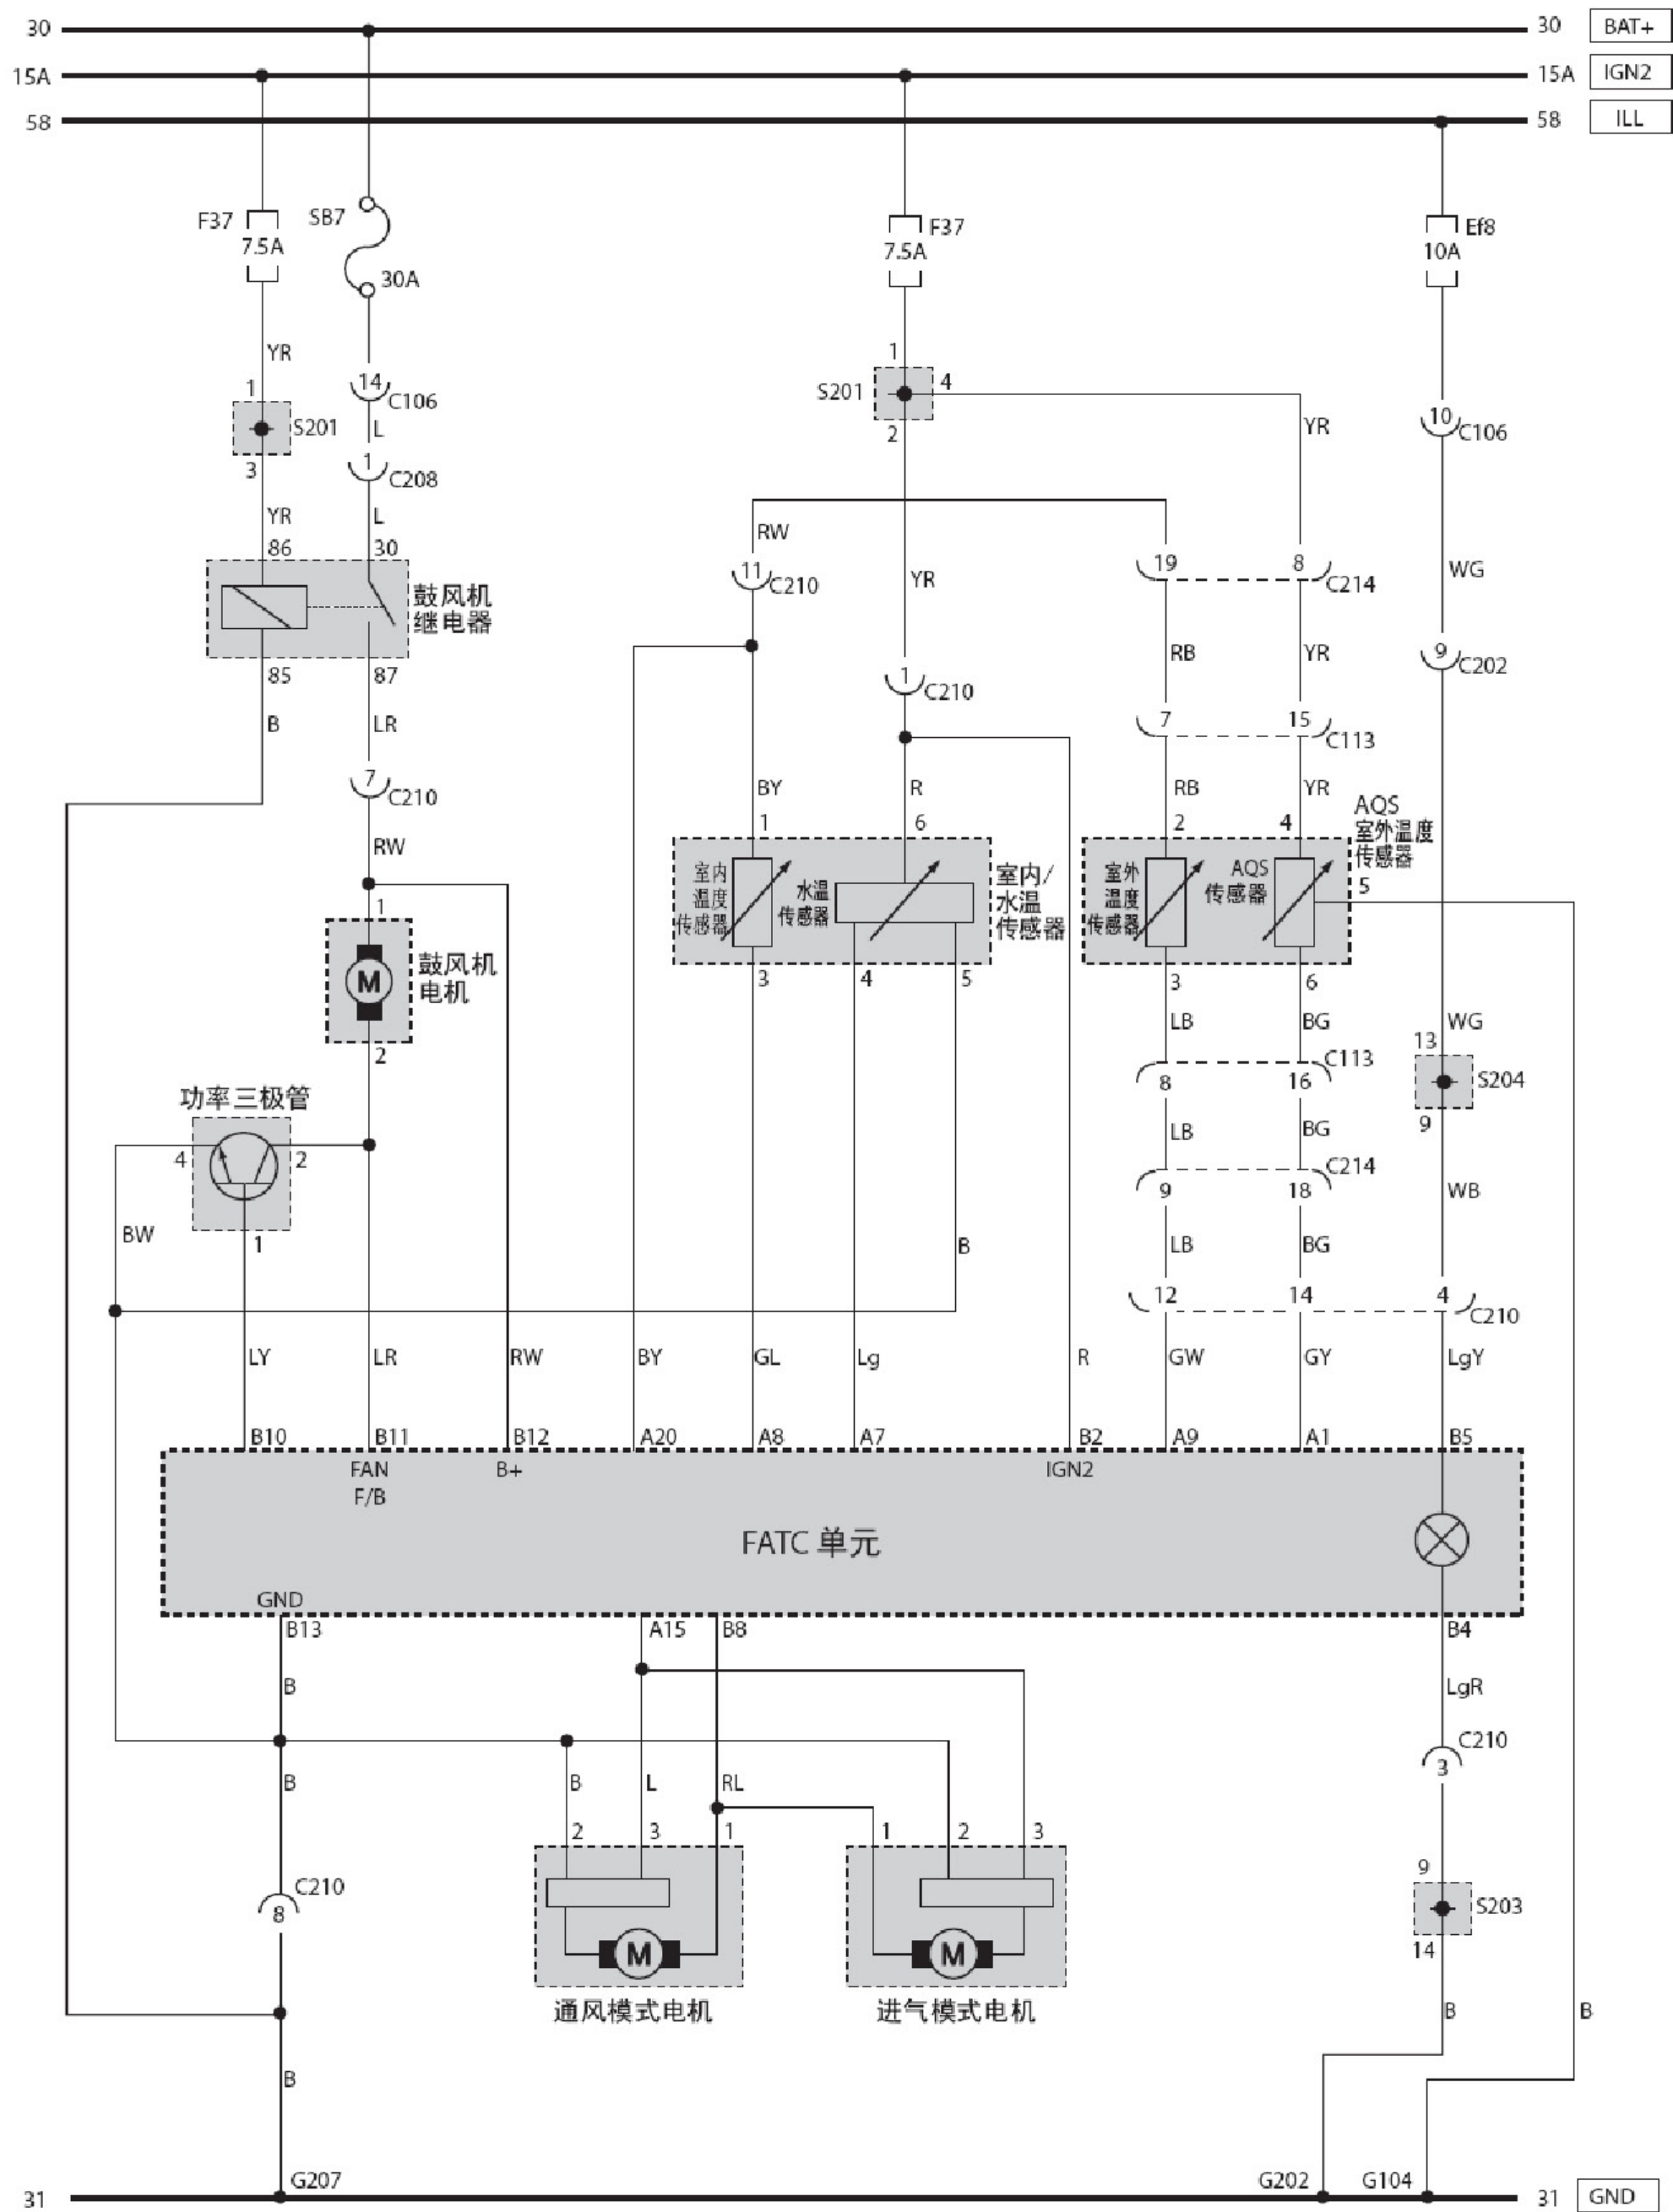 30 30 BAT+
15A 15A IGN2
58 58 ILL
F37 SB7 F37 Ef8
7.5A 7.5A 10A
30A
YR 1
1 14 S201 4
C106 10
S201 L 2 YR C106
3 1
C208
YR L RW
86 30 11 19 8 WG
鼓风机 C210 YR C214
继电器
RB YR 9
85 87 1 C202
C210
B LR 7 15
C113
7
C210 BY R RB YR AQS
1 6 2 4 室外温度
RW 传感器
室内 室内/ 室外 AQS 5
温度 水温 水温 温度 传感器
传感器 传感器 传感器 传感器
1
鼓风机
电机
M
3 4 5 3 6
LB BG WG
2 13
C113
功率三极管 8 16 S204
9
LB BG
4 2 C214
9 18 WB
BW 1 B LB BG
12 14 4
C210
LY LR RW BY GL Lg R GW GY LgY
B10 B11 B12 A20 A8 A7 B2 A9 A1 B5
FAN B+ IGN2
F/B
FATC 单元
GND
B13 A15 B8 B4
B LgR
C210
B B L RL 3
2 3 1 1 2 3
9
C210
8 S203
14
M M
通风模式电机 进气模式电机
B B
B
G207 G202 G104
31 31 GND